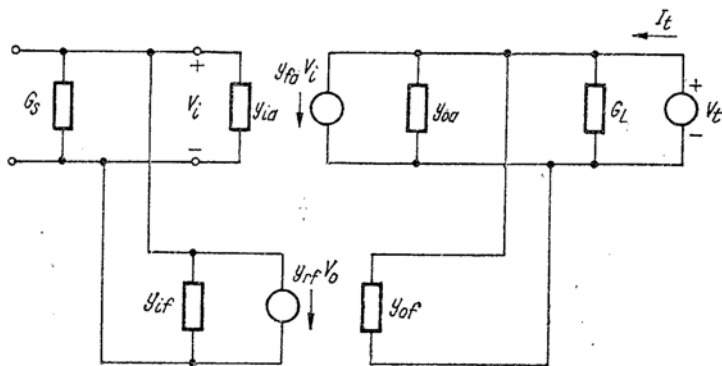 I_t
G_S
+
V_i
−
y_ia
y_fa V_i
y_oa
G_L
+
V_t
−
y_if
y_rf V_o
y_of